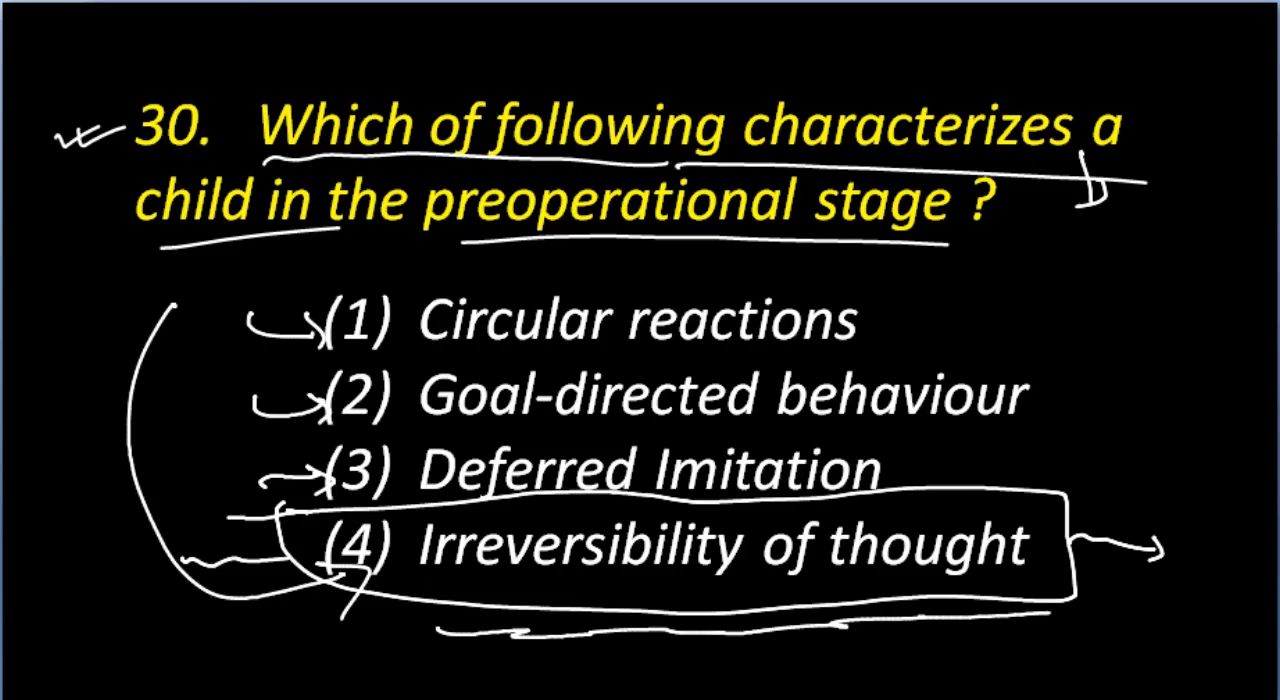 30. Which of following characterizes a
child in the preoperational stage ?
(1) Circular reactions
(2) Goal-directed behaviour
(3) Deferred Imitation
(4) Irreversibility of thought